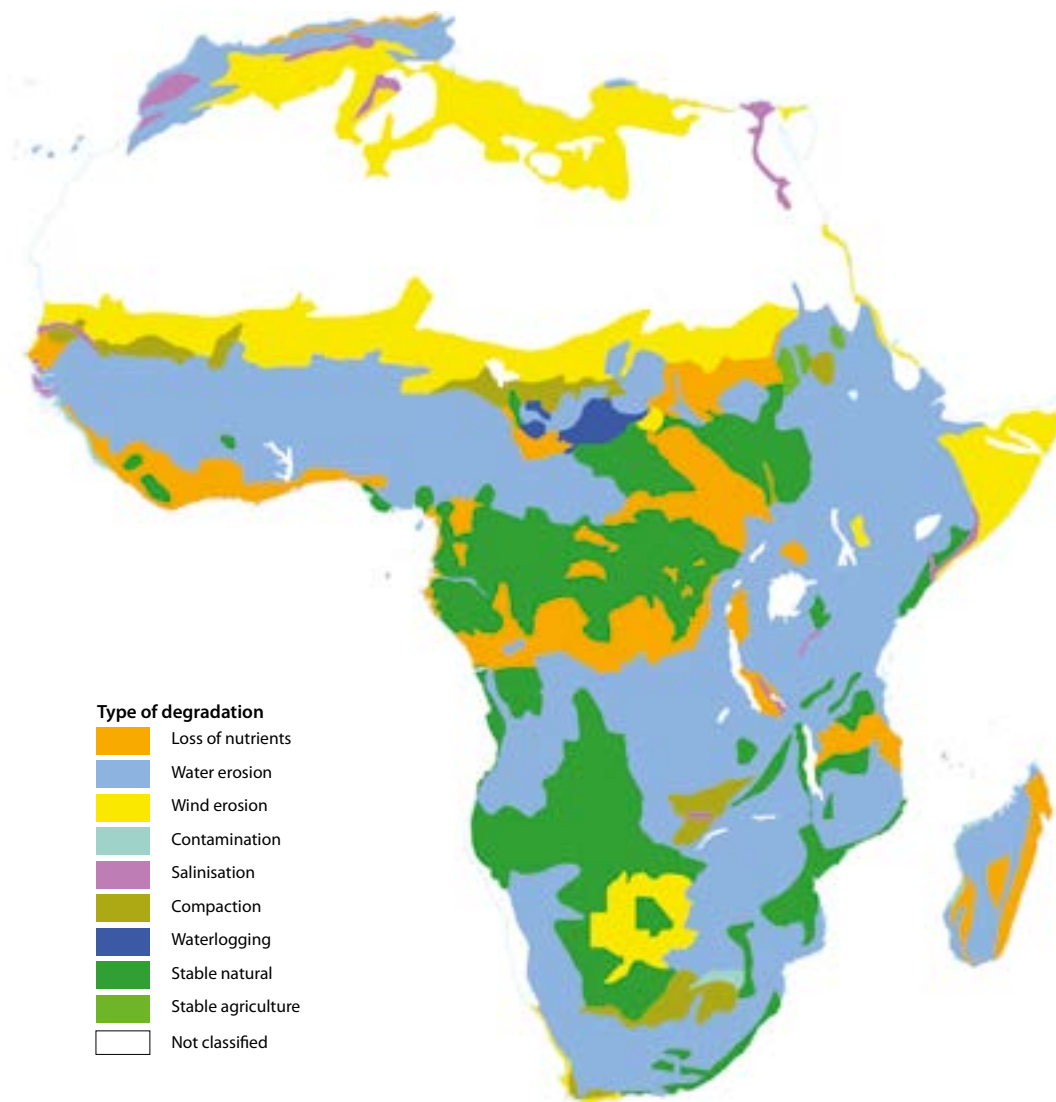 Type of degradation
Loss of nutrients
Water erosion
Wind erosion
Contamination
Salinisation
Compaction
Waterlogging
Stable natural
Stable agriculture
Not classified